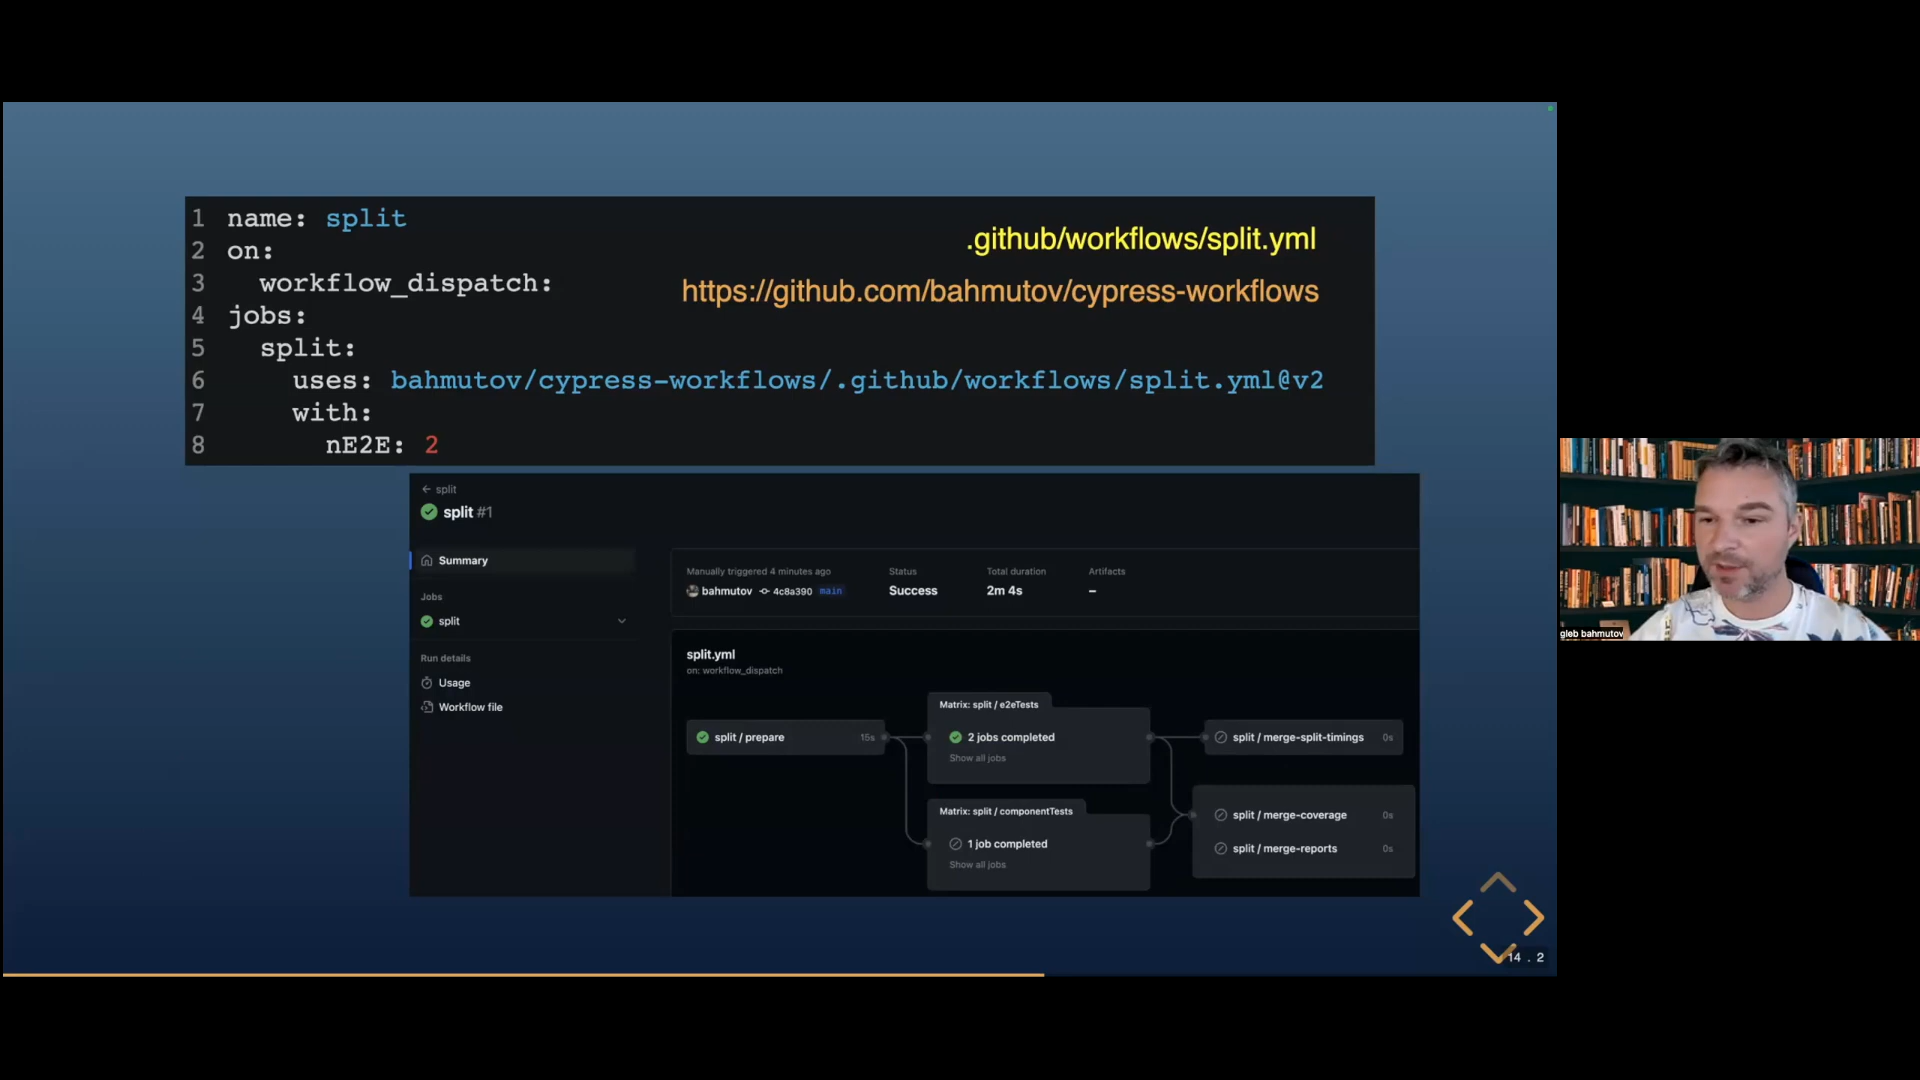 1 name: split
2 on:
3 workflow_dispatch:
4 jobs:
5 split:
6 uses: bahmutov/cypress-workflows/.github/workflows/split.yml@v2
7 with:
8 nE2E: 2
.github/workflows/split.yml
https://github.com/bahmutov/cypress-workflows
← split
split #1
Summary
Jobs
split
Run details
Usage
Workflow file
Manually triggered 4 minutes ago
bahmutov 4c8a390 main
Status
Success
Total duration
2m 4s
Artifacts
–
split.yml
on: workflow_dispatch
split / prepare 15s
Matrix: split / e2eTests
2 jobs completed
Show all jobs
Matrix: split / componentTests
1 job completed
Show all jobs
split / merge-split-timings 0s
split / merge-coverage 0s
split / merge-reports 0s
14 . 2
gleb bahmutov